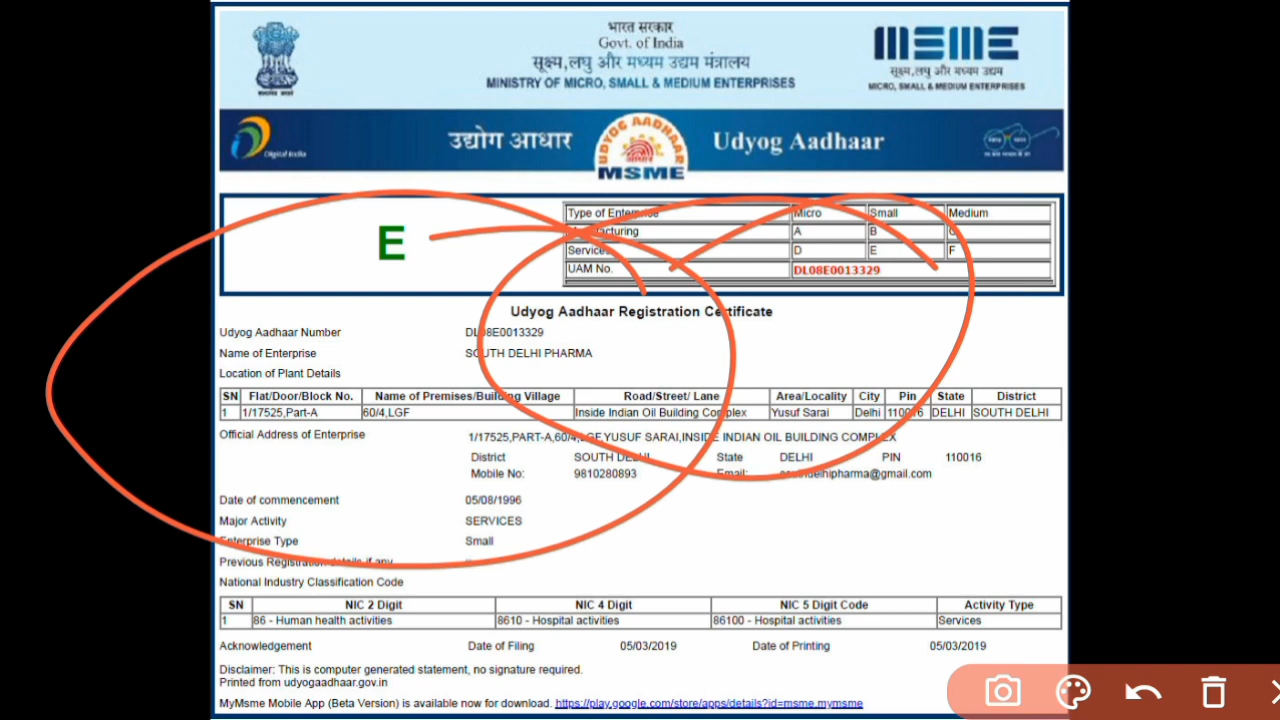 भारत सरकार
Govt. of India
सूक्ष्म,लघु और मध्यम उद्यम मंत्रालय
MINISTRY OF MICRO, SMALL & MEDIUM ENTERPRISES
MSME
सूक्ष्म,लघु और मध्यम उद्यम
MICRO, SMALL & MEDIUM ENTERPRISES
Digital India
उद्योग आधार
UDYOG AADHAAR
MSME
Udyog Aadhaar
E
Type of Enterprise Micro Small Medium
Manufacturing A B C
Services D E F
UAM No. DL08E0013329
Udyog Aadhaar Registration Certificate
Udyog Aadhaar Number DL08E0013329
Name of Enterprise SOUTH DELHI PHARMA
Location of Plant Details
SN Flat/Door/Block No. Name of Premises/Building Village Road/Street/ Lane Area/Locality City Pin State District
1 1/17525,Part-A 60/4,LGF Inside Indian Oil Building Complex Yusuf Sarai Delhi 110016 DELHI SOUTH DELHI
Official Address of Enterprise 1/17525,PART-A,60/4,LGF,YUSUF SARAI,INSIDE INDIAN OIL BUILDING COMPLEX
District SOUTH DELHI State DELHI PIN 110016
Mobile No: 9810280893 Email: southdelhipharma@gmail.com
Date of commencement 05/08/1996
Major Activity SERVICES
Enterprise Type Small
Previous Registration details if any
National Industry Classification Code
SN NIC 2 Digit NIC 4 Digit NIC 5 Digit Code Activity Type
1 86 - Human health activities 8610 - Hospital activities 86100 - Hospital activities Services
Acknowledgement Date of Filing 05/03/2019 Date of Printing 05/03/2019
Disclaimer: This is computer generated statement, no signature required.
Printed from udyogaadhaar.gov.in
MyMsme Mobile App (Beta Version) is available now for download. https://play.google.com/store/apps/details?id=msme.mymsme